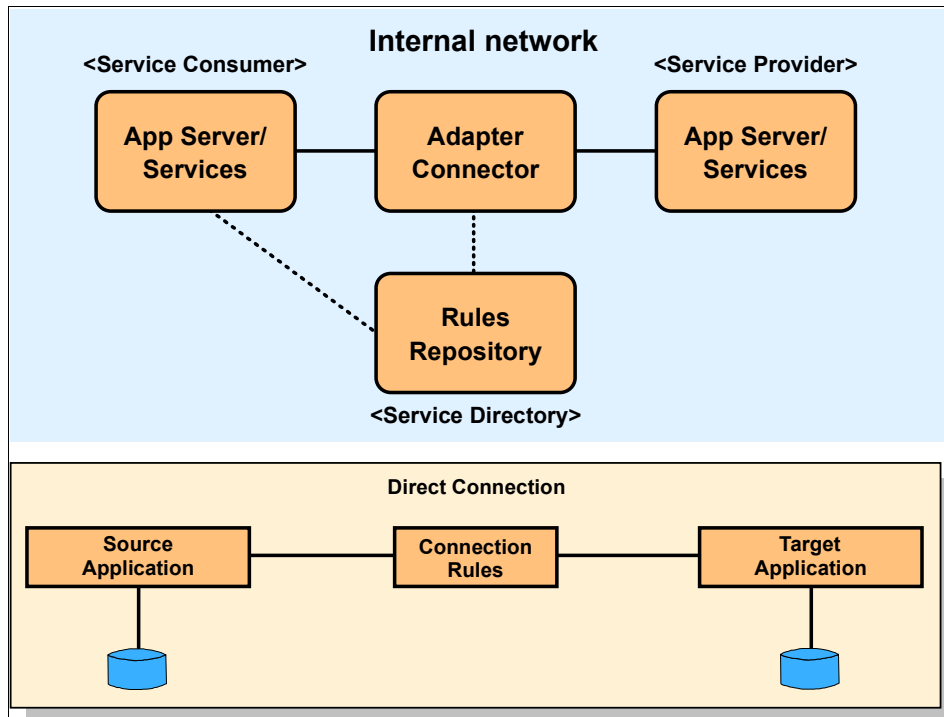 Internal network
<Service Consumer>
<Service Provider>
App Server/
Services
Adapter
Connector
App Server/
Services
Rules
Repository
<Service Directory>
Direct Connection
Source
Application
Connection
Rules
Target
Application